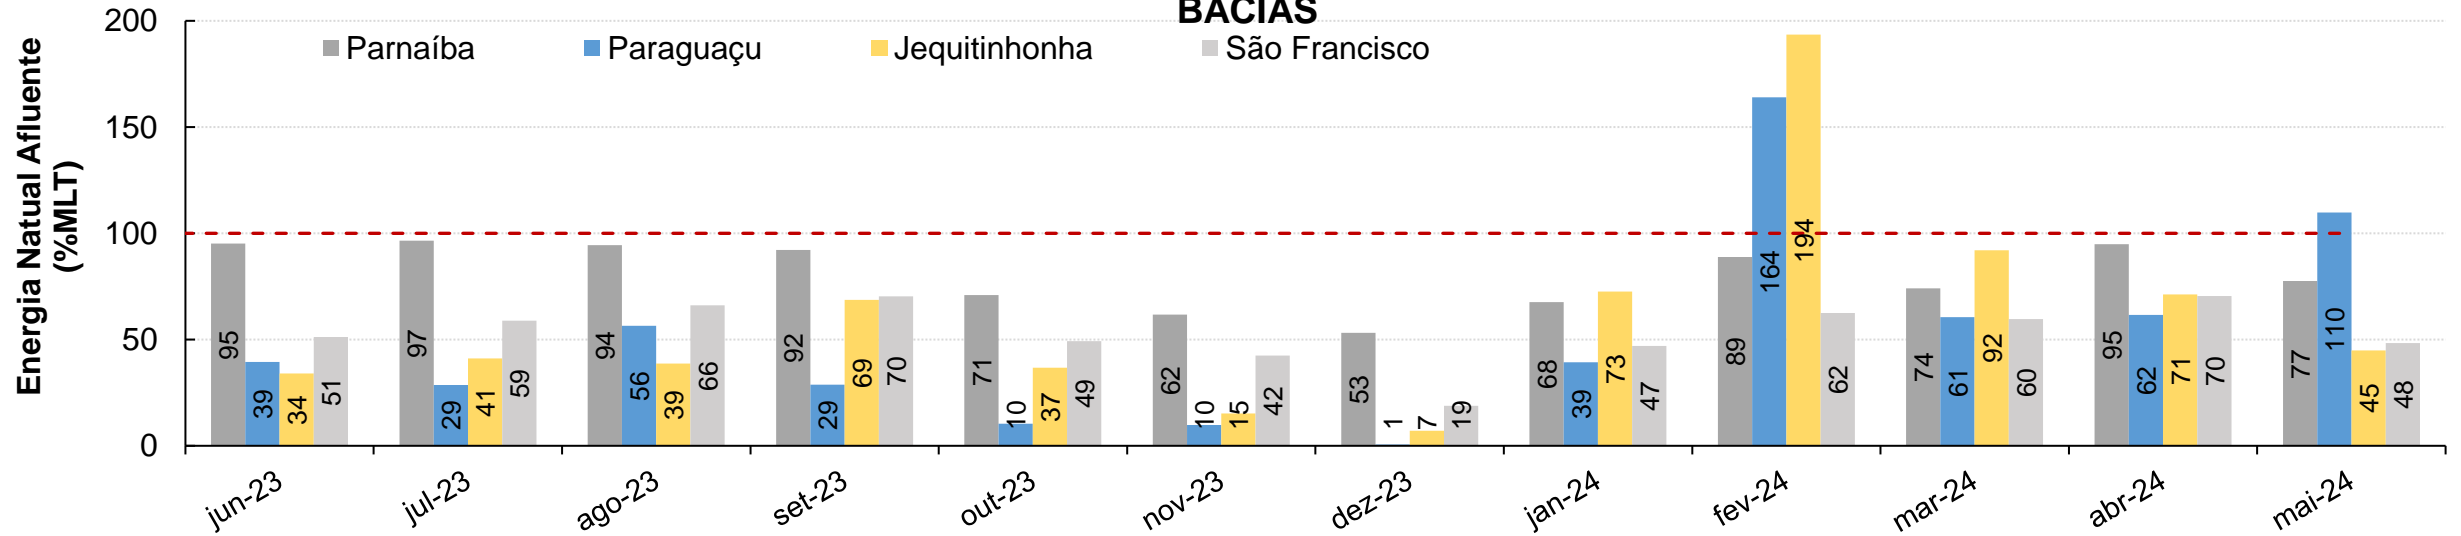 BACIAS
Energia Natual Afluente
(%MLT)
200
150
100
50
0
Parnaíba Paraguaçu Jequitinhonha São Francisco
95 39 34 51
97 29 41 59
94 56 39 66
92 29 69 70
71 10 37 49
62 10 15 42
53 1 7 19
68 39 73 47
89 164 194 62
74 61 92 60
95 62 71 70
77 110 45 48
jun-23 jul-23 ago-23 set-23 out-23 nov-23 dez-23 jan-24 fev-24 mar-24 abr-24 mai-24